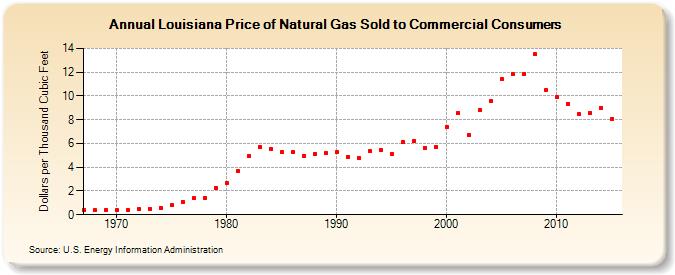 Annual Louisiana Price of Natural Gas Sold to Commercial Consumers
Dollars per Thousand Cubic Feet
14
12
10
8
6
4
2
0
1970 1980 1990 2000 2010
Source: U.S. Energy Information Administration